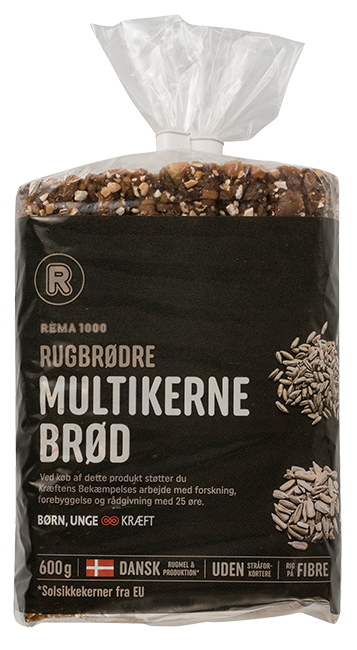 R
REMA 1000
RUGBRØDRE
MULTIKERNE
BRØD
Ved køb af dette produkt støtter du
Kræftens Bekæmpelses arbejde med forskning,
forebyggelse og rådgivning med 25 øre.
BØRN, UNGE KRÆFT
600g DANSK RUGMEL & PRODUKTION* UDEN STRÅFOR-KORTERE RIG PÅ FIBRE
*Solsikkekerner fra EU